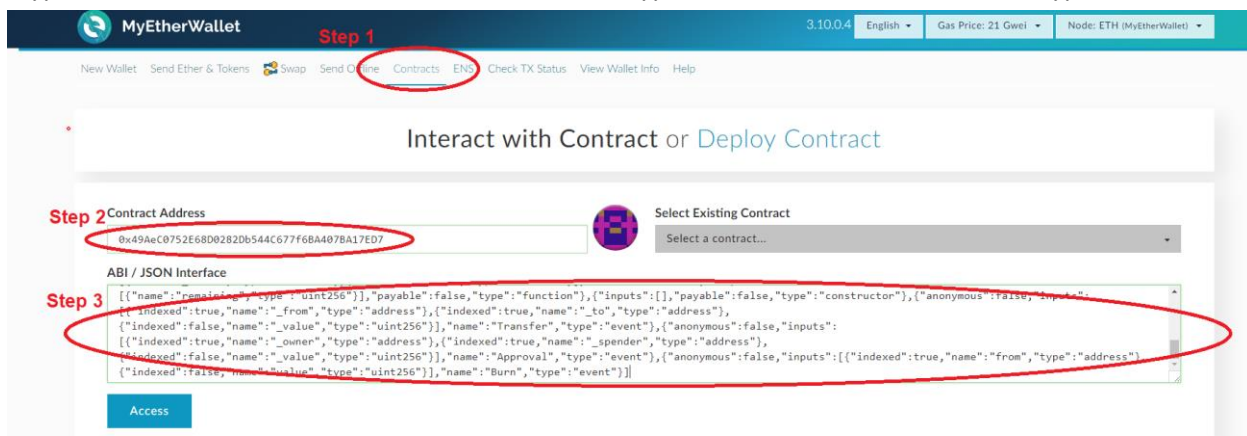 MyEtherWallet
3.10.0.4 English Gas Price: 21 Gwei Node: ETH (MyEtherWallet)
Step 1
New Wallet Send Ether & Tokens Swap Send Offline Contracts ENS Check TX Status View Wallet Info Help
Interact with Contract or Deploy Contract
Step 2
Contract Address
Select Existing Contract
0x49AeC0752E68D0282Db544C677f6BA407BA17ED7
Select a contract...
ABI / JSON Interface
Step 3
[{"name":"remaining","type":"uint256"}],"payable":false,"type":"function"},{"inputs":[],"payable":false,"type":"constructor"},{"anonymous":false,"inputs":
[{"indexed":true,"name":"_from","type":"address"},{"indexed":true,"name":"_to","type":"address"},
{"indexed":false,"name":"_value","type":"uint256"}],"name":"Transfer","type":"event"},{"anonymous":false,"inputs":
[{"indexed":true,"name":"_owner","type":"address"},{"indexed":true,"name":"_spender","type":"address"},
{"indexed":false,"name":"_value","type":"uint256"}],"name":"Approval","type":"event"},{"anonymous":false,"inputs":[{"indexed":true,"name":"from","type":"address"},
{"indexed":false,"name":"value","type":"uint256"}],"name":"Burn","type":"event"}]
Access